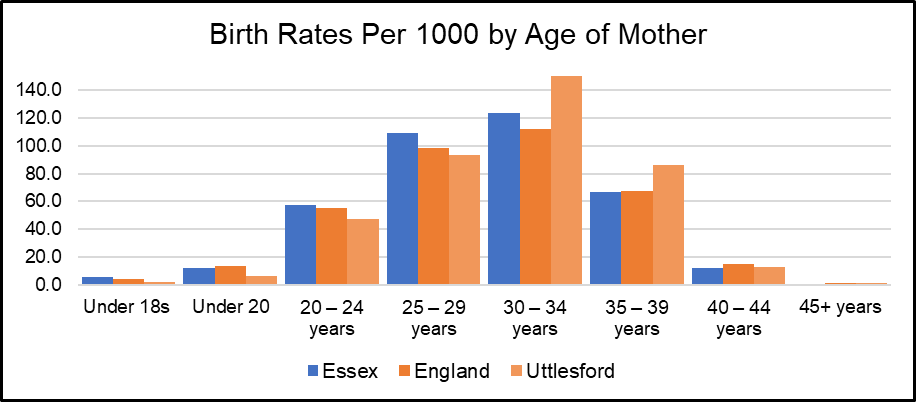 Birth Rates Per 1000 by Age of Mother
140.0
120.0
100.0
80.0
60.0
40.0
20.0
0.0
Under 18s
Under 20
20 – 24
years
25 – 29
years
30 – 34
years
35 – 39
years
40 – 44
years
45+ years
Essex
England
Uttlesford